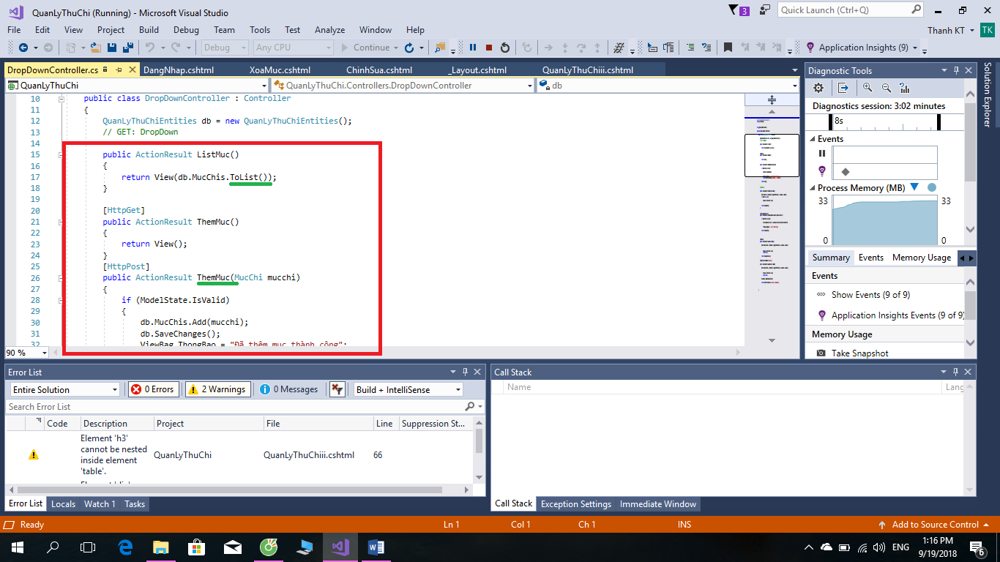 QuanLyThuChi (Running) - Microsoft Visual Studio
3
Quick Launch (Ctrl+Q)
File Edit View Project Build Debug Team Tools Test Analyze Window Help
Thanh KT
TK
Debug Any CPU Continue Application Insights (9)
DropDownController.cs DangNhap.cshtml XoaMuc.cshtml ChinhSua.cshtml _Layout.cshtml QuanLyThuChiii.cshtml
QuanLyThuChi QuanLyThuChi.Controllers.DropDownController db
10 public class DropDownController : Controller
11 {
12 QuanLyThuChiEntities db = new QuanLyThuChiEntities();
13 // GET: DropDown
14
15 public ActionResult ListMuc()
16 {
17 return View(db.MucChis.ToList());
18 }
19
20 [HttpGet]
21 public ActionResult ThemMuc()
22 {
23 return View();
24 }
25 [HttpPost]
26 public ActionResult ThemMuc(MucChi mucchi)
27 {
28 if (ModelState.IsValid)
29 {
30 db.MucChis.Add(mucchi);
31 db.SaveChanges();
32 ViewBag.ThongBao = "Đã thêm mục thành công";
90 %
Diagnostic Tools
Diagnostics session: 3:02 minutes
8s
Events
Process Memory (MB)
33 33
0 0
Summary Events Memory Usage
Events
Show Events (9 of 9)
Application Insights Events (9 of 9)
Memory Usage
Take Snapshot
Solution Explorer
Error List
Entire Solution 0 Errors 2 Warnings 0 Messages Build + IntelliSense
Search Error List
Code Description Project File Line Suppression St...
Element 'h3'
cannot be nested
inside element
'table'.
QuanLyThuChi QuanLyThuChiii.cshtml 66
Error List Locals Watch 1 Tasks
Call Stack
Name Lang
Call Stack Exception Settings Immediate Window
Ready Ln 1 Col 1 Ch 1 INS Add to Source Control
ENG
1:16 PM
9/19/2018
6